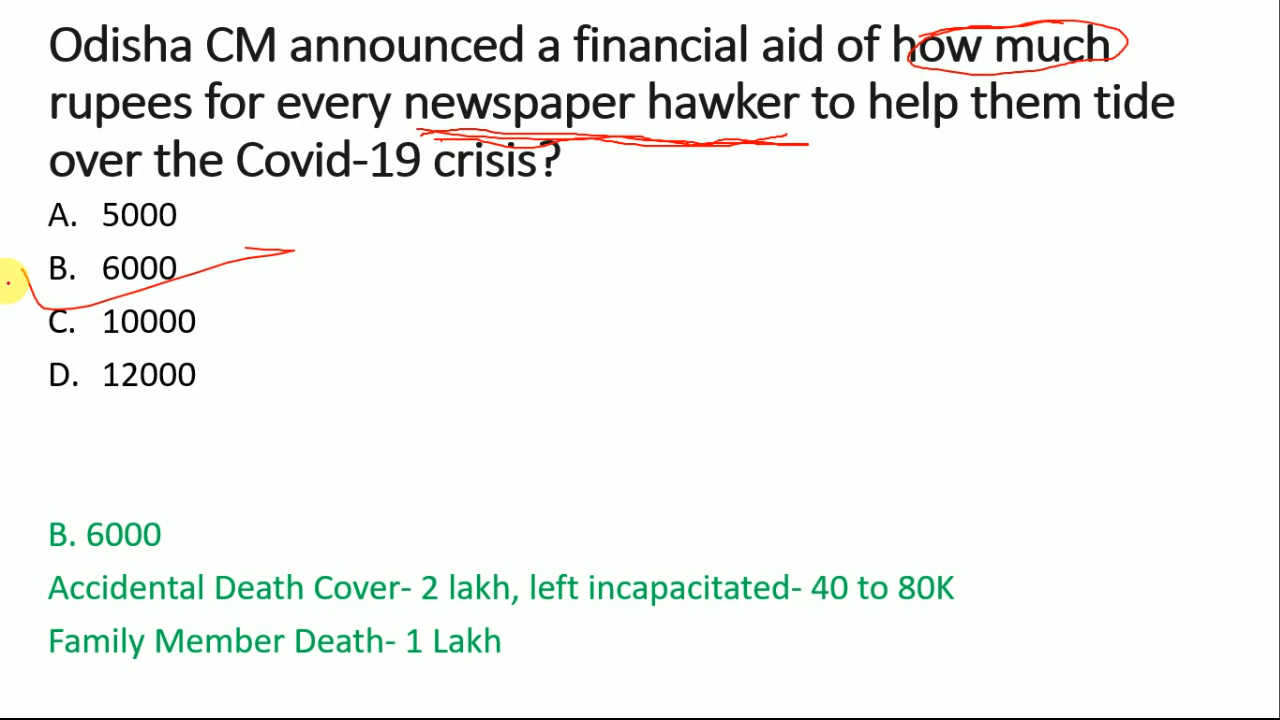 Odisha CM announced a financial aid of how much
rupees for every newspaper hawker to help them tide
over the Covid-19 crisis?
A. 5000
B. 6000
C. 10000
D. 12000
B. 6000
Accidental Death Cover- 2 lakh, left incapacitated- 40 to 80K
Family Member Death- 1 Lakh